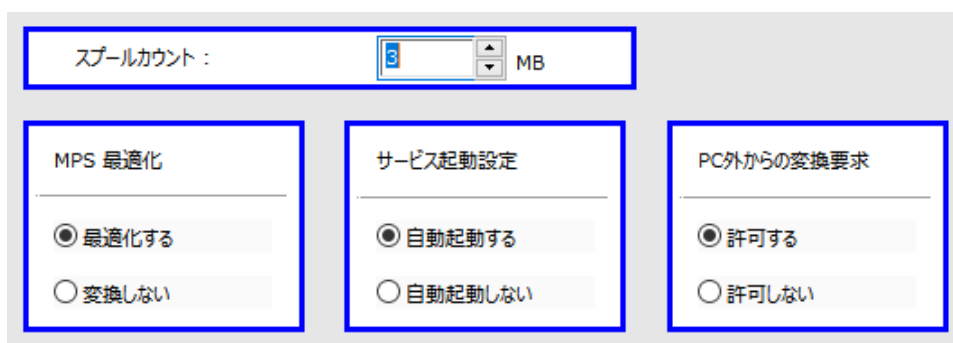 スプールカウント： 3 MB
MPS 最適化 サービス起動設定 PC外からの変換要求
最適化する 自動起動する 許可する
変換しない 自動起動しない 許可しない